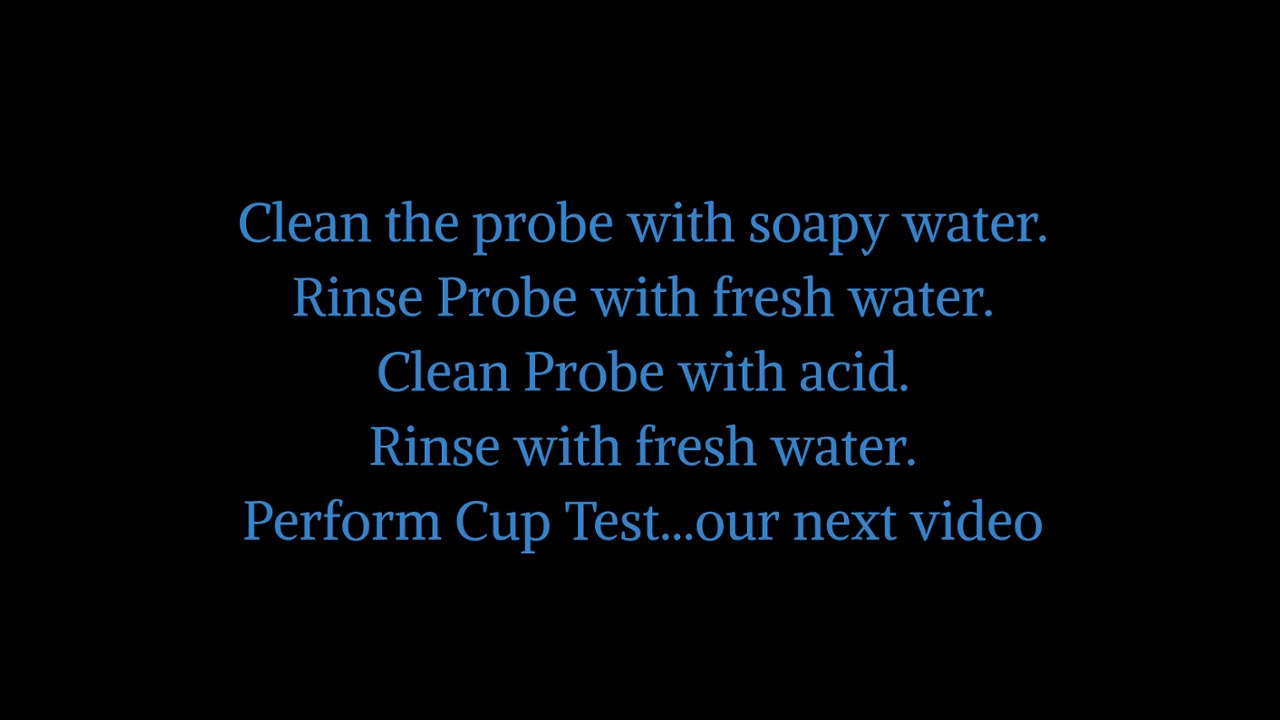 Clean the probe with soapy water.
Rinse Probe with fresh water.
Clean Probe with acid.
Rinse with fresh water.
Perform Cup Test...our next video